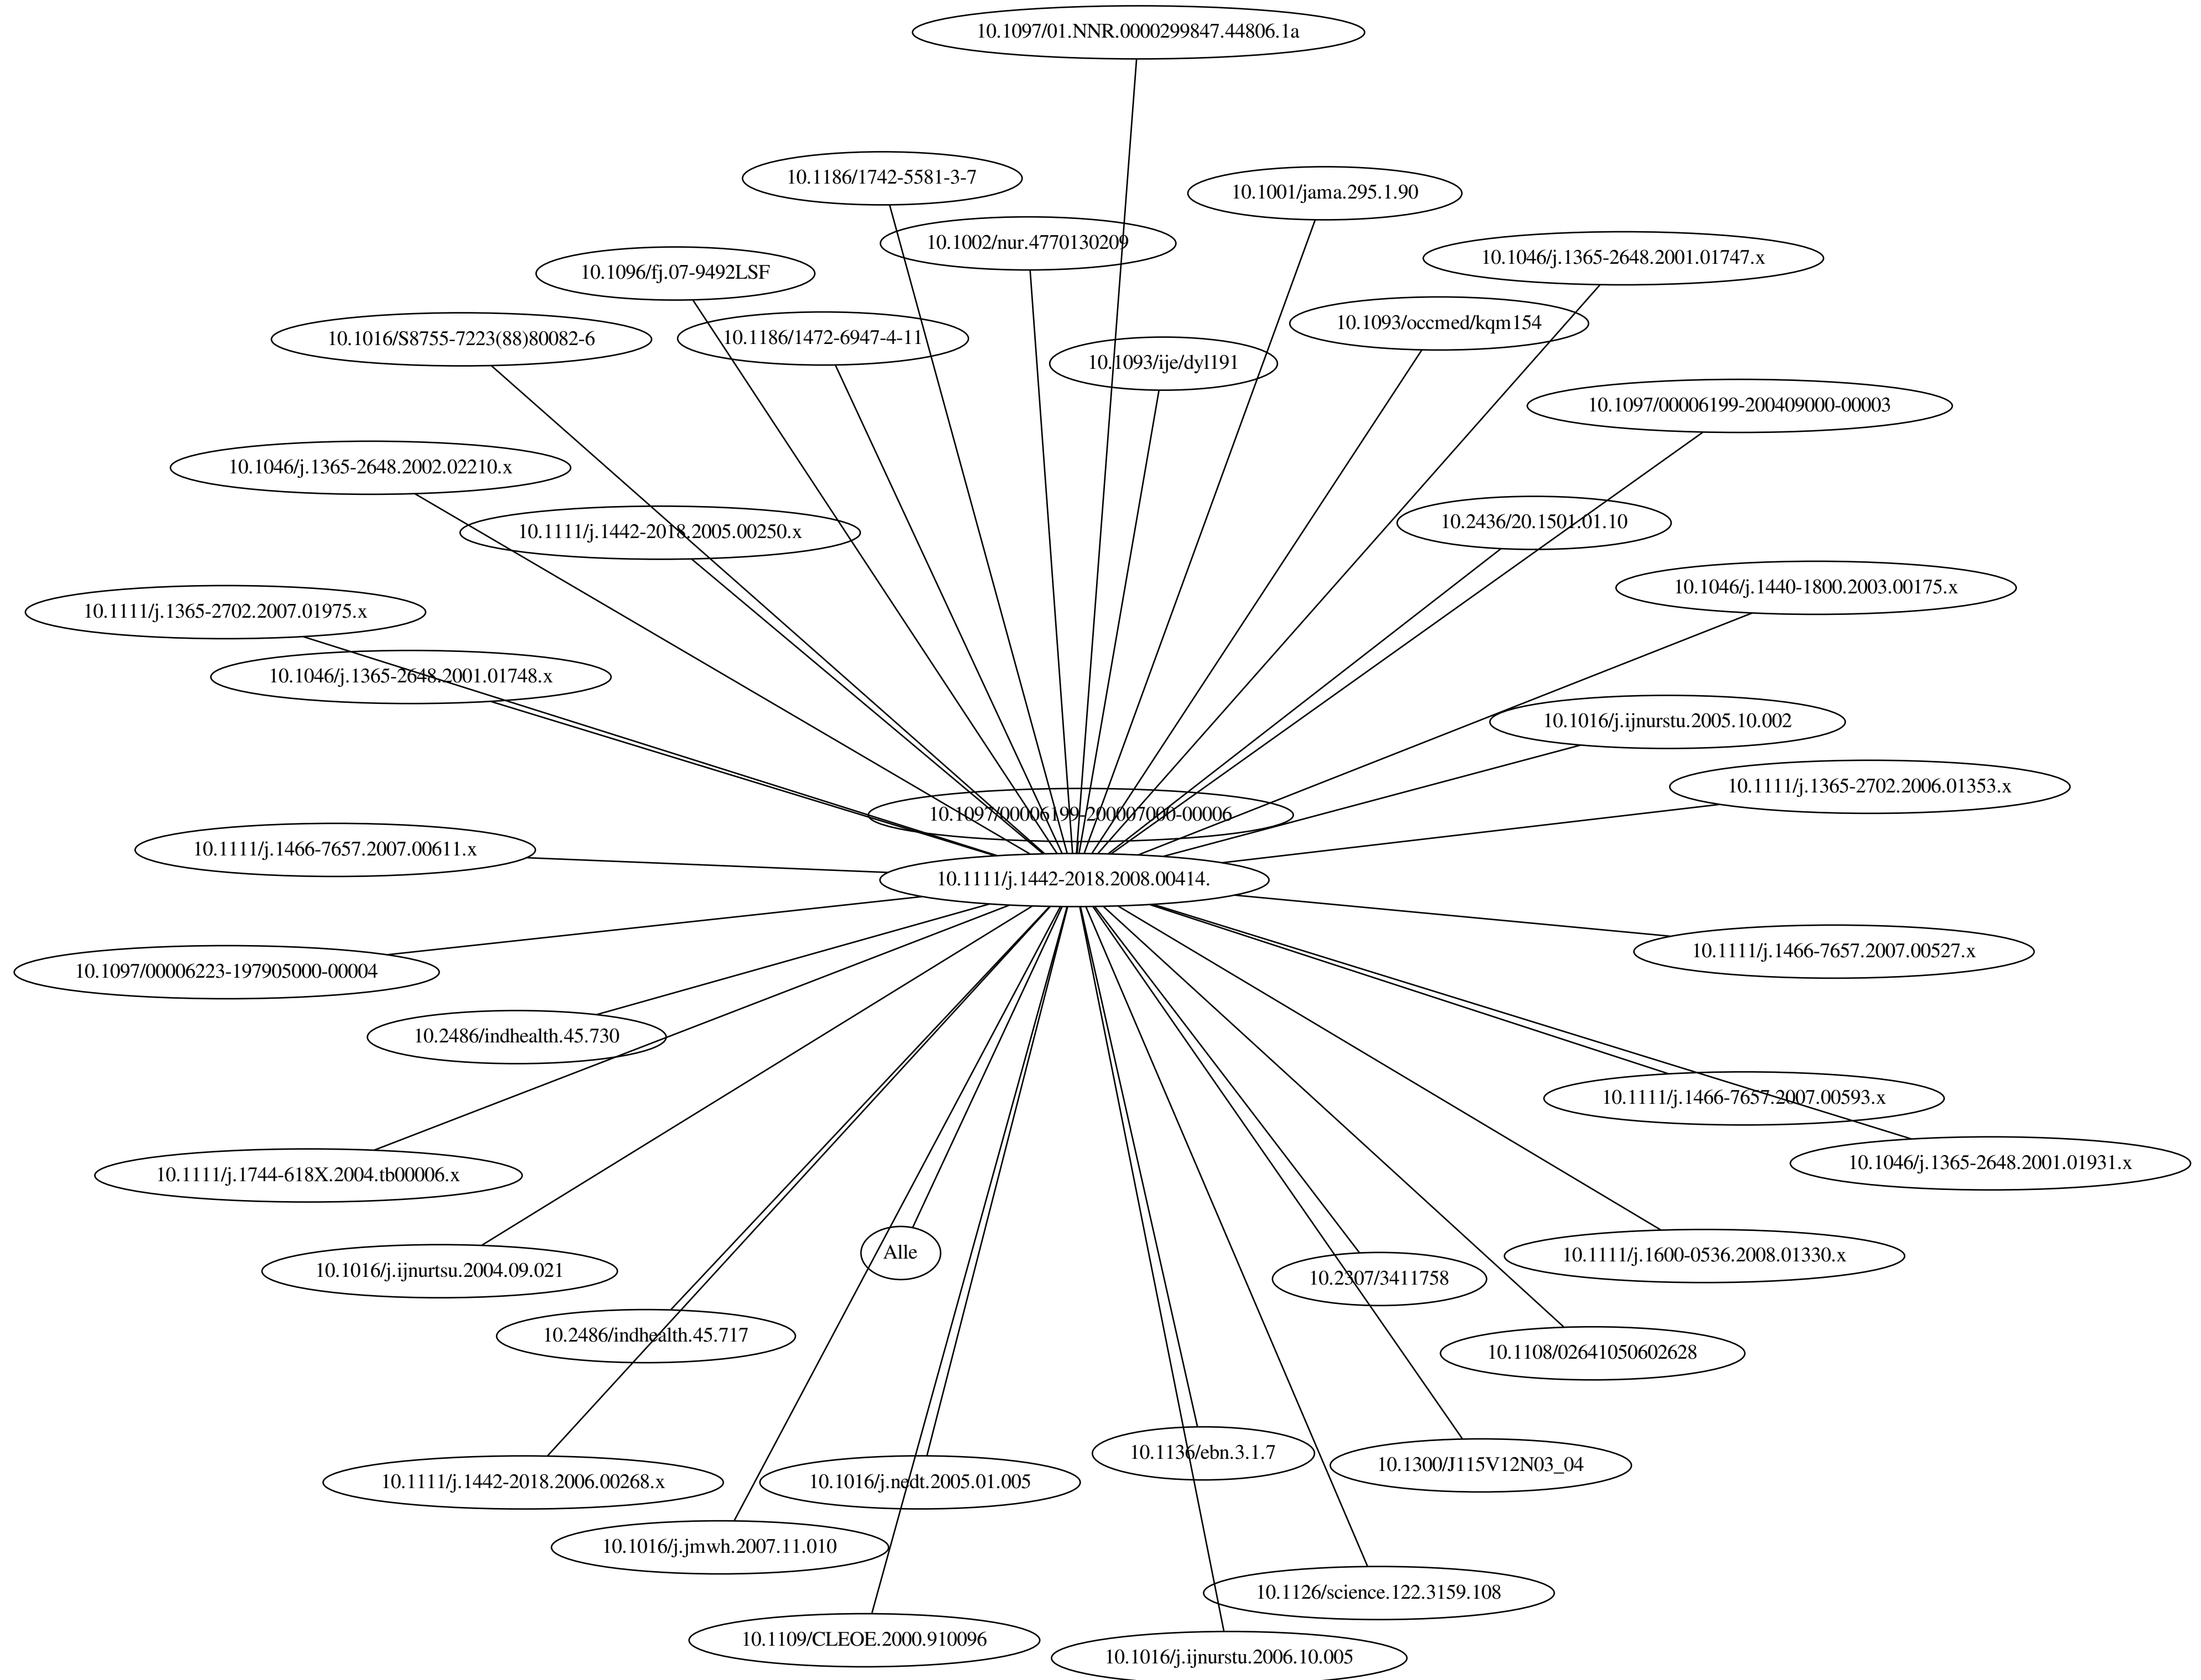 10.1097/01.NNR.0000299847.44806.1a
10.1186/1742-5581-3-7
10.1001/jama.295.1.90
10.1002/nur.4770130209
10.1046/j.1365-2648.2001.01747.x
10.1096/fj.07-9492LSF
10.1093/occmed/kqm154
10.1016/S8755-7223(88)80082-6
10.1186/1472-6947-4-11
10.1093/ije/dyl191
10.1097/00006199-200409000-00003
10.1046/j.1365-2648.2002.02210.x
10.2436/20.1501.01.10
10.1111/j.1442-2018.2005.00250.x
10.1046/j.1440-1800.2003.00175.x
10.1111/j.1365-2702.2007.01975.x
10.1046/j.1365-2648.2001.01748.x
10.1016/j.ijnurstu.2005.10.002
10.1111/j.1365-2702.2006.01353.x
10.1097/00006199-200007000-00006
10.1111/j.1466-7657.2007.00611.x
10.1111/j.1442-2018.2008.00414.
10.1111/j.1466-7657.2007.00527.x
10.1097/00006223-197905000-00004
10.2486/indhealth.45.730
10.1111/j.1466-7657.2007.00593.x
10.1046/j.1365-2648.2001.01931.x
10.1111/j.1744-618X.2004.tb00006.x
Alle
10.1111/j.1600-0536.2008.01330.x
10.1016/j.ijnurtsu.2004.09.021
10.2307/3411758
10.2486/indhealth.45.717
10.1108/02641050602628
10.1136/ebn.3.1.7
10.1300/J115V12N03_04
10.1111/j.1442-2018.2006.00268.x
10.1016/j.nedt.2005.01.005
10.1016/j.jmwh.2007.11.010
10.1126/science.122.3159.108
10.1109/CLEOE.2000.910096
10.1016/j.ijnurstu.2006.10.005